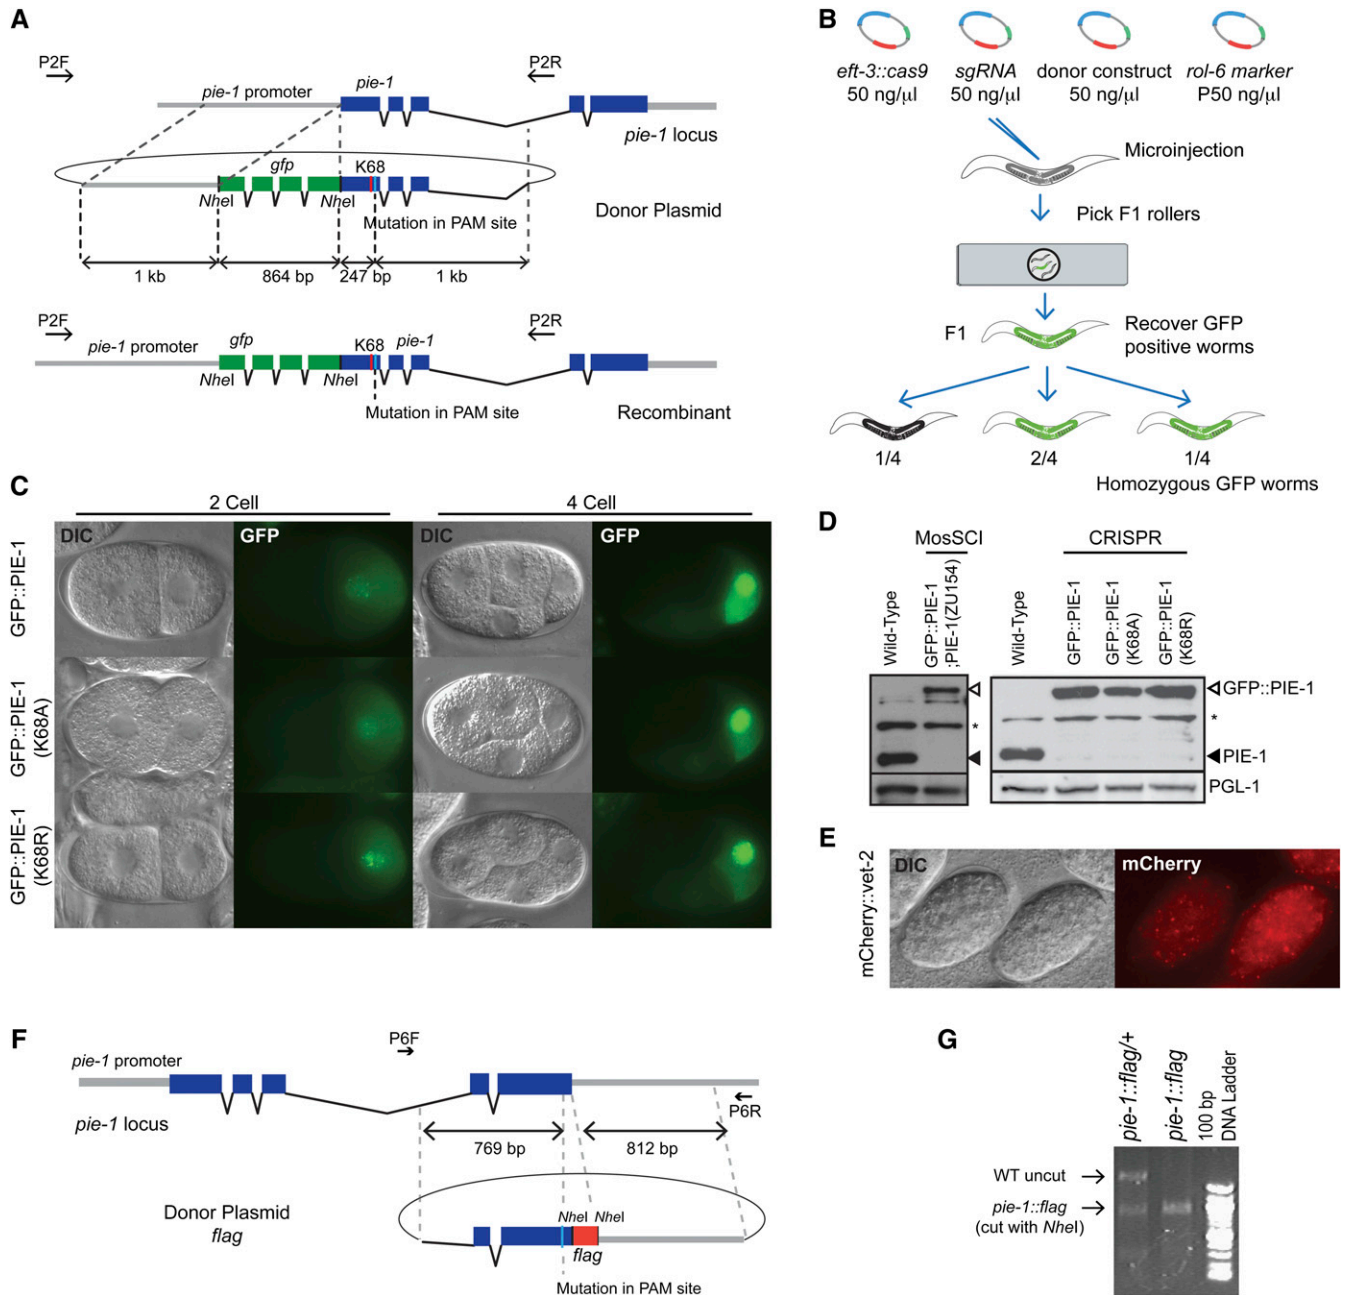 A
P2F
P2R
pie-1 promoter
pie-1
pie-1 locus
gfp
K68
NheI
NheI
Mutation in PAM site
Donor Plasmid
1 kb
864 bp
247 bp
1 kb
P2F
P2R
pie-1 promoter
gfp
K68
pie-1
NheI
NheI
Mutation in PAM site
Recombinant
B
eft-3::cas9
50 ng/µl
sgRNA
50 ng/µl
donor construct
50 ng/µl
rol-6 marker
P50 ng/µl
Microinjection
Pick F1 rollers
F1
Recover GFP
positive worms
1/4
2/4
1/4
Homozygous GFP worms
C
2 Cell
4 Cell
DIC
GFP
DIC
GFP
GFP::PIE-1
GFP::PIE-1
(K68A)
GFP::PIE-1
(K68R)
D
MosSCI
CRISPR
Wild-Type
GFP::PIE-1
;PIE-1(ZU154)
Wild-Type
GFP::PIE-1
GFP::PIE-1
(K68A)
GFP::PIE-1
(K68R)
*
GFP::PIE-1
*
PIE-1
PGL-1
E
mCherry::vet-2
DIC
mCherry
F
P6F
pie-1 promoter
pie-1 locus
P6R
769 bp
812 bp
Donor Plasmid
flag
NheI
NheI
flag
Mutation in PAM site
G
pie-1::flag/+
pie-1::flag
100 bp
DNA Ladder
WT uncut
pie-1::flag
(cut with NheI)